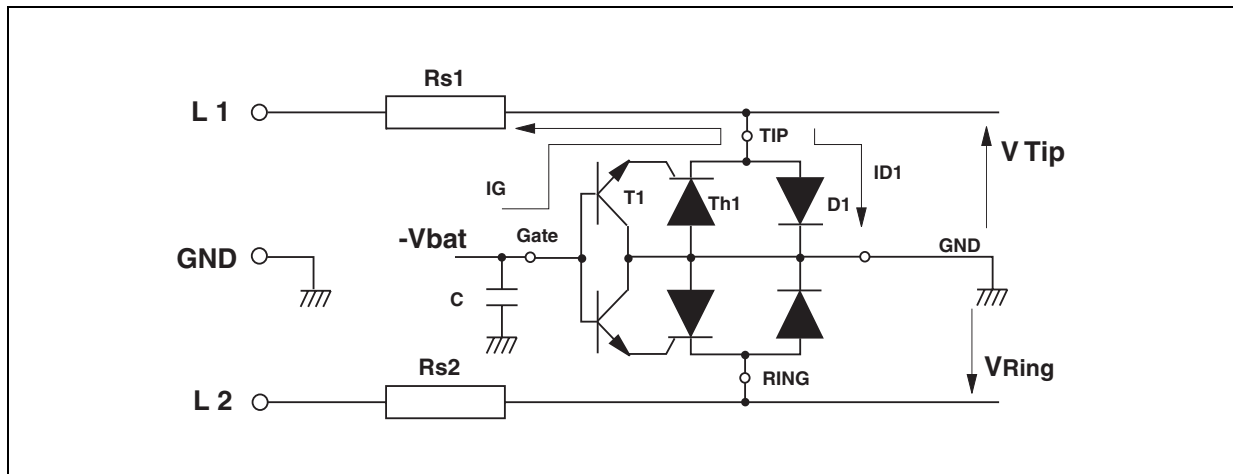 Rs1
L 1
TIP
V Tip
ID1
IG
T1
Th1
D1
-Vbat
Gate
GND
GND
C
Rs2
RING
VRing
L 2